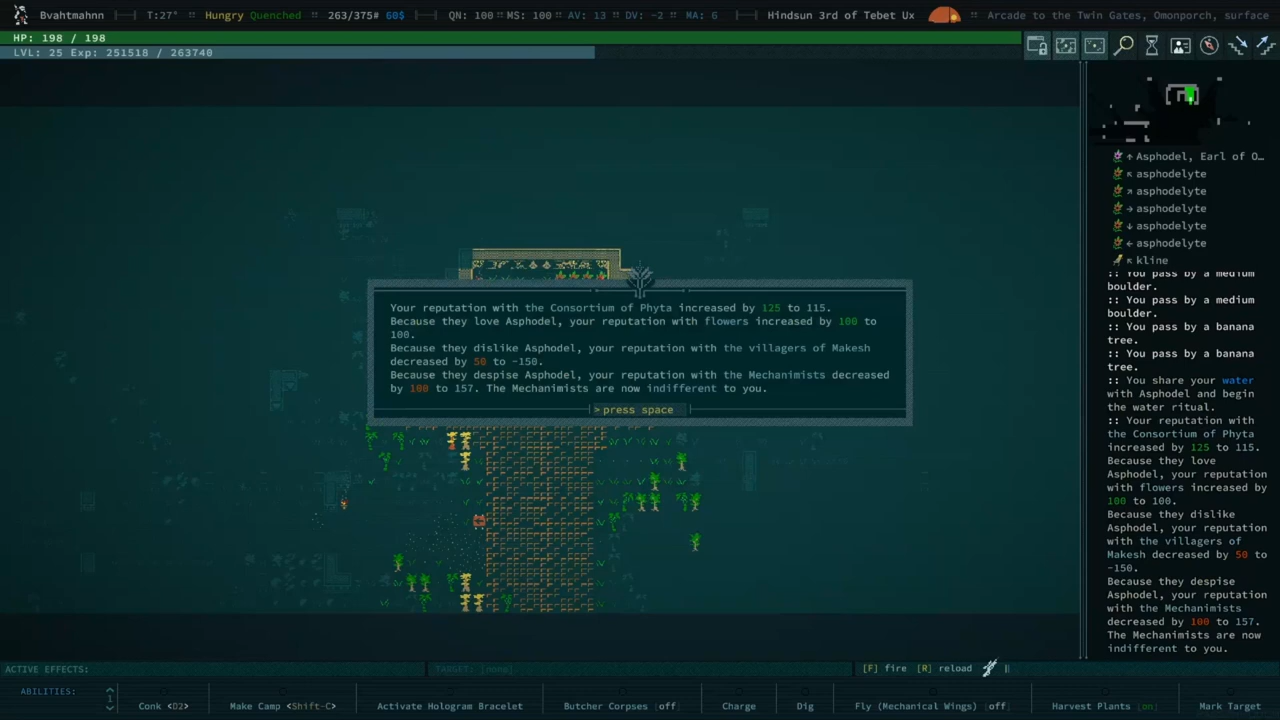 Bvahtmahn T:27° Hungry Quenched 263/375# 60$ QN: 100 MS: 100 AV: 13 DV: -2 MA: 6 Hindsun 3rd of Tebet Ux Arcade to the Twin Gates, Omonporch, surface
HP: 198 / 198
LVL: 25 Exp: 251518 / 263740
↑ Asphodel, Earl of O...
asphodelyte
asphodelyte
→ asphodelyte
↓ asphodelyte
← asphodelyte
kline
:: You pass by a medium
boulder.
:: You pass by a medium
boulder.
:: You pass by a banana
tree.
:: You pass by a banana
tree.
:: You share your water
with Asphodel and begin
the water ritual.
:: Your reputation with
the Consortium of Phyta
increased by 125 to 115.
Because they love
Asphodel, your
reputation with flowers
increased by 100 to 100.
Because they dislike
Asphodel, your
reputation with the
villagers of Makesh
decreased by 50 to
-150.
Because they despise
Asphodel, your
reputation with the
Mechanimists
decreased by 100 to 157.
The Mechanimists are now
indifferent to you.
Your reputation with the Consortium of Phyta increased by 125 to 115.
Because they love Asphodel, your reputation with flowers increased by 100 to
100.
Because they dislike Asphodel, your reputation with the villagers of Makesh
decreased by 50 to -150.
Because they despise Asphodel, your reputation with the Mechanimists decreased
by 100 to 157. The Mechanimists are now indifferent to you.
> press space
ACTIVE EFFECTS: TARGET: [none] [F] fire [R] reload
ABILITIES: 1 Conk <02> Make Camp <Shift-C> Activate Hologram Bracelet Butcher Corpses [off] Charge Dig Fly (Mechanical Wings) [off] Harvest Plants [on] Mark Target